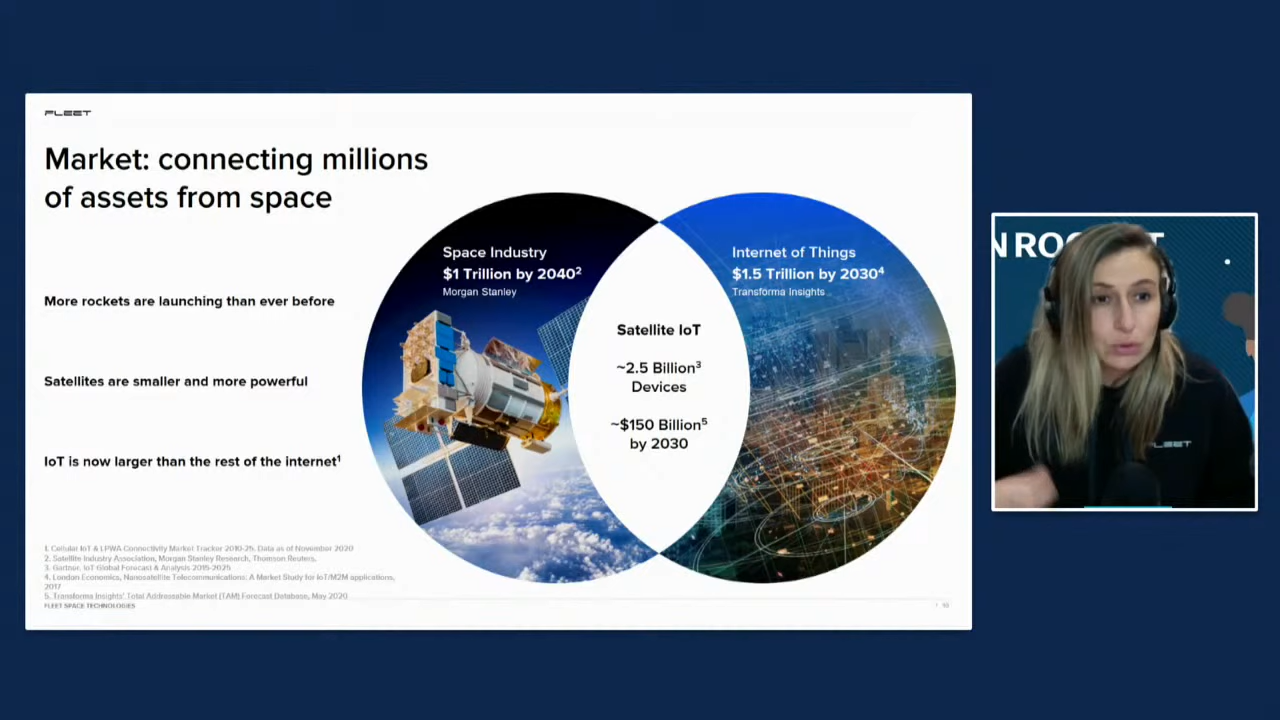 FLEET
Market: connecting millions
of assets from space
More rockets are launching than ever before
Satellites are smaller and more powerful
IoT is now larger than the rest of the internet¹
Space Industry
$1 Trillion by 2040²
Morgan Stanley
Satellite IoT
~2.5 Billion³
Devices
~$150 Billion⁵
by 2030
Internet of Things
$1.5 Trillion by 2030⁴
Transforma Insights
1. Cellular IoT & LPWA Connectivity Market Tracker 2010-25. Data as of November 2020
2. Satellite Industry Association, Morgan Stanley Research, Thomson Reuters.
3. Gartner, IoT Global Forecast & Analysis 2015-2025
4. London Economics, Nanosatellite Telecommunications: A Market Study for IoT/M2M applications,
2017
5. Transforma Insights' Total Addressable Market (TAM) Forecast Database, May 2020
FLEET SPACE TECHNOLOGIES
N RO
T
FLEET